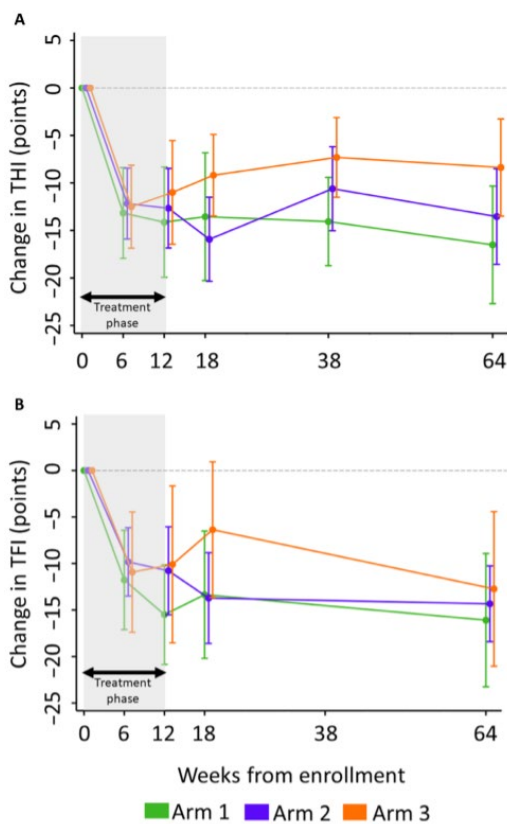 A
Change in THI (points)
5
0
−5
−10
−15
−20
−25
Treatment
phase
0 6 12 18 38 64
B
Change in TFI (points)
5
0
−5
−10
−15
−20
−25
Treatment
phase
0 6 12 18 38 64
Weeks from enrollment
Arm 1 Arm 2 Arm 3